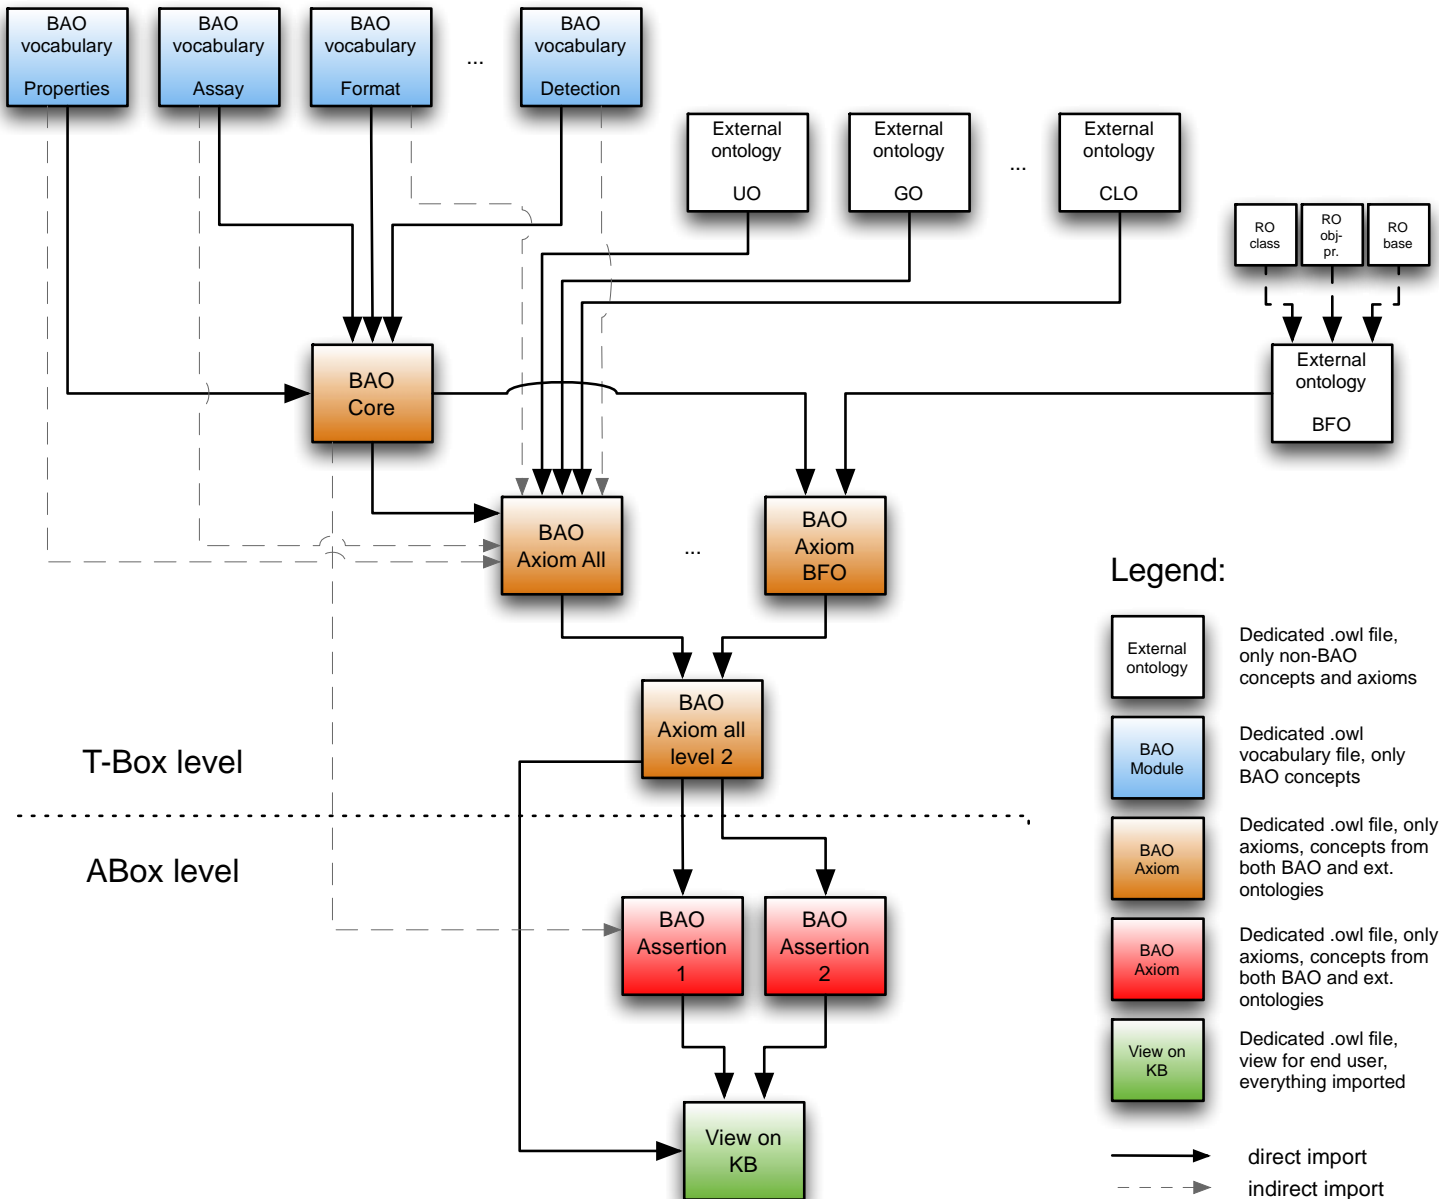 BAO
vocabulary
Properties
BAO
vocabulary
Assay
BAO
vocabulary
Format
...
BAO
vocabulary
Detection
External
ontology
UO
External
ontology
GO
...
External
ontology
CLO
RO
class
RO
obj-
pr.
RO
base
BAO
Core
External
ontology
BFO
BAO
Axiom All
...
BAO
Axiom
BFO
BAO
Axiom all
level 2
T-Box level
ABox level
BAO
Assertion
1
BAO
Assertion
2
View on
KB
Legend:
External
ontology
Dedicated .owl file,
only non-BAO
concepts and axioms
BAO
Module
Dedicated .owl
vocabulary file, only
BAO concepts
BAO
Axiom
Dedicated .owl file, only
axioms, concepts from
both BAO and ext.
ontologies
BAO
Axiom
Dedicated .owl file, only
axioms, concepts from
both BAO and ext.
ontologies
View on
KB
Dedicated .owl file,
view for end user,
everything imported
direct import
indirect import